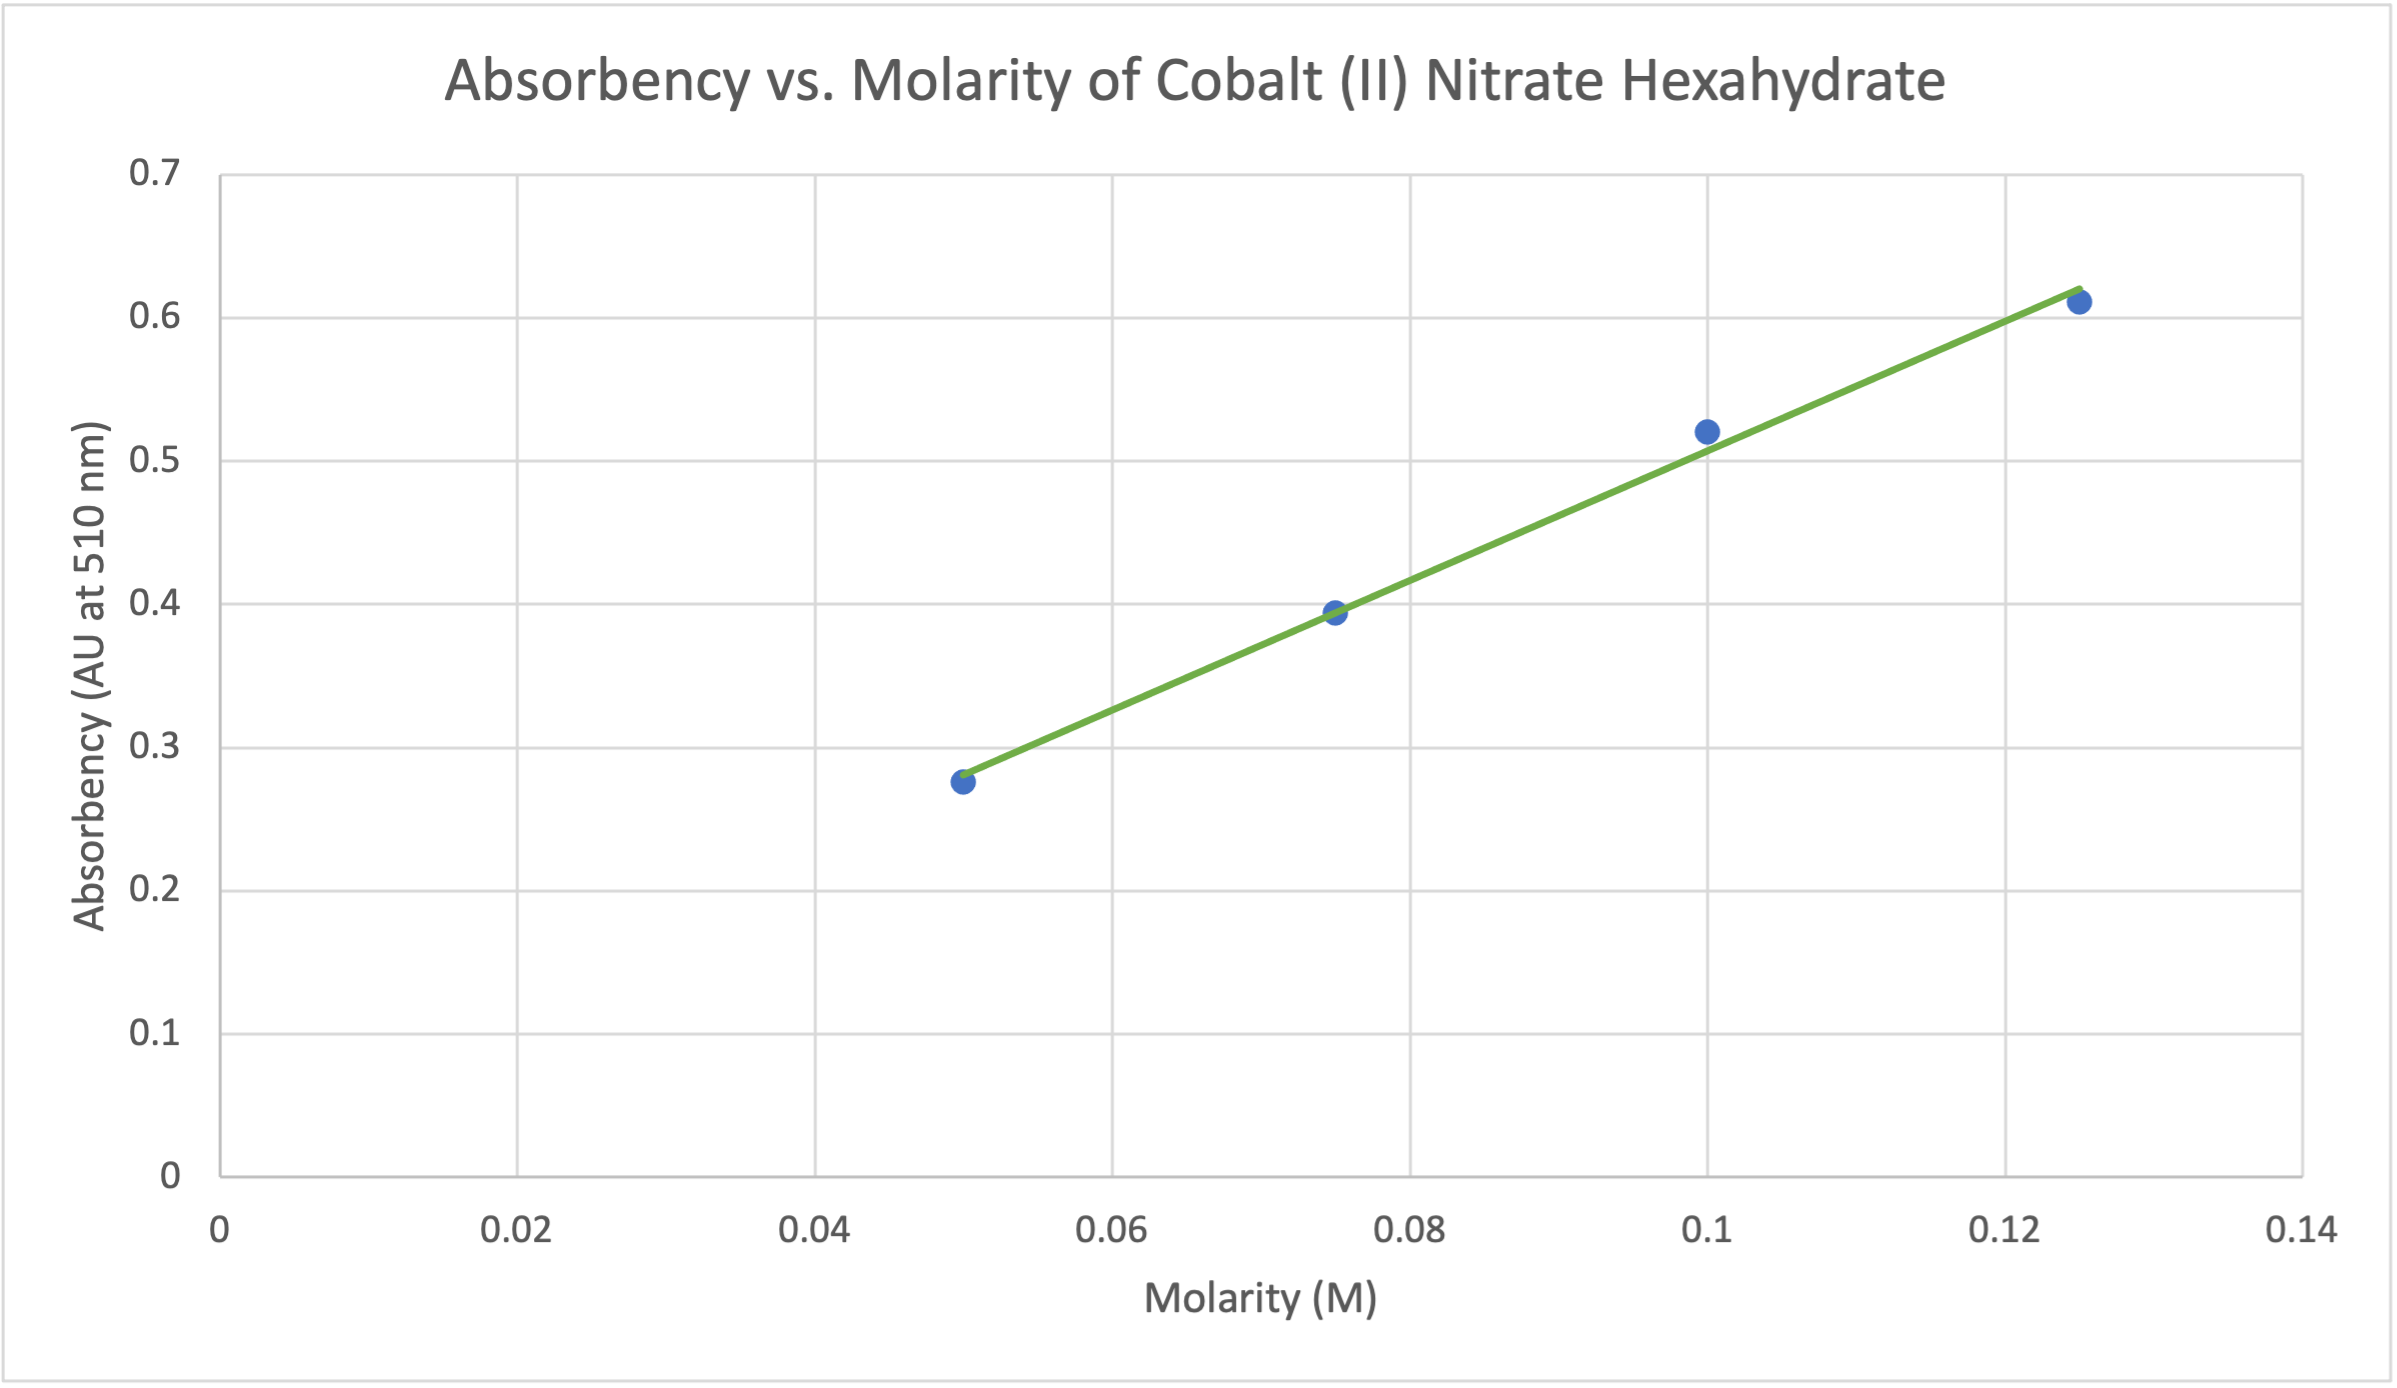 Absorbency vs. Molarity of Cobalt (II) Nitrate Hexahydrate
0.7
0.6
0.5
0.4
0.3
0.2
0.1
0
Absorbency (AU at 510 nm)
0 0.02 0.04 0.06 0.08 0.1 0.12 0.14
Molarity (M)